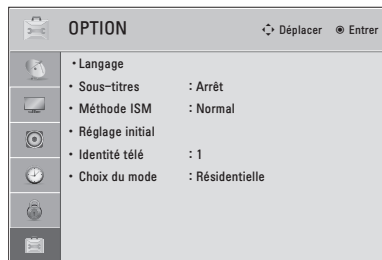 OPTION Déplacer Entrer
• Langage
• Sous-titres : Arrêt
• Méthode ISM : Normal
• Réglage initial
• Identité télé : 1
• Choix du mode : Résidentielle